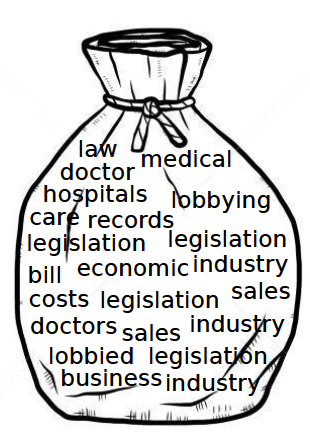 law
medical
doctor
hospitals
lobbying
care records
legislation legislation
bill economic industry
costs legislation sales
doctors sales industry
lobbied legislation
business industry